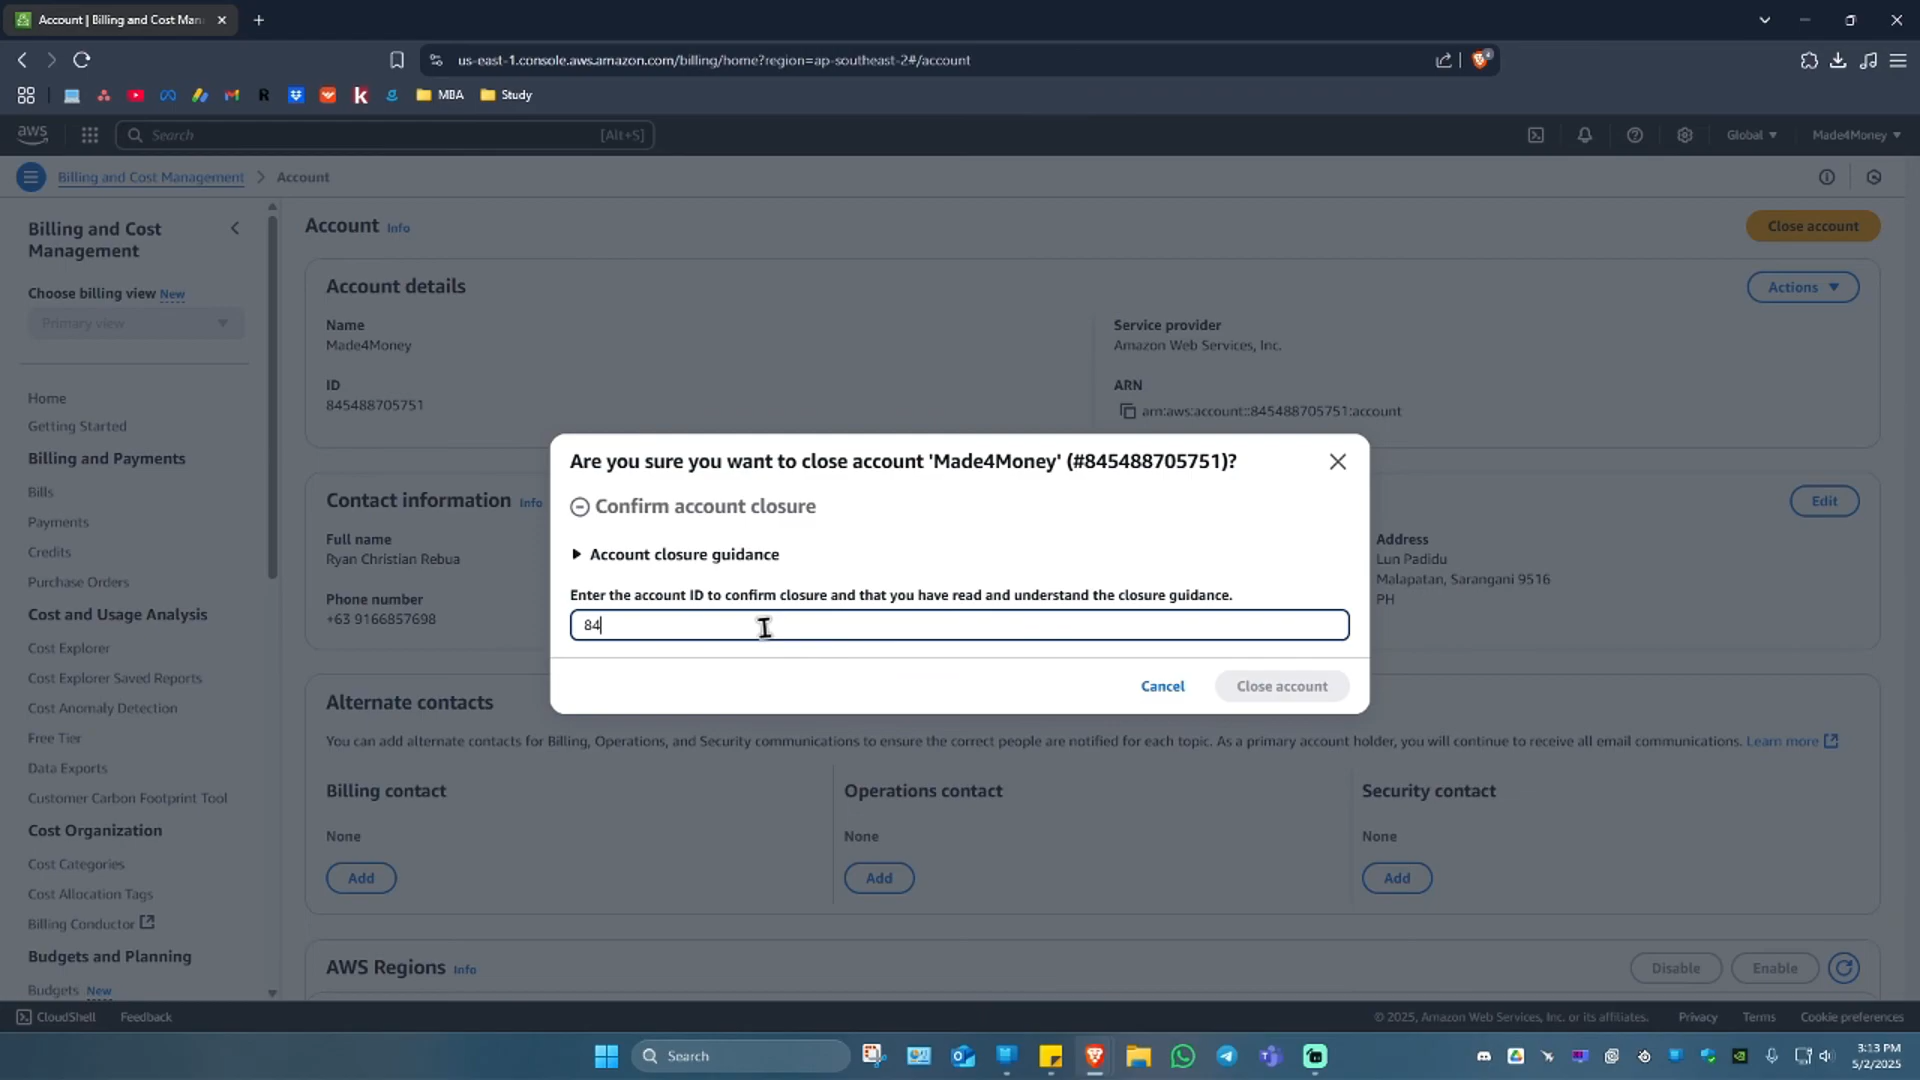 Account | Billing and Cost Man
us-east-1.console.aws.amazon.com/billing/home?region=ap-southeast-2#/account
MBA
Study
aws
Search
[Alt+S]
Global
Made4Money
Billing and Cost Management
Account
Billing and Cost Management
Choose billing view New
Primary view
Home
Getting Started
Billing and Payments
Bills
Payments
Credits
Purchase Orders
Cost and Usage Analysis
Cost Explorer
Cost Explorer Saved Reports
Cost Anomaly Detection
Free Tier
Data Exports
Customer Carbon Footprint Tool
Cost Organization
Cost Categories
Cost Allocation Tags
Billing Conductor
Budgets and Planning
Budgets New
Account Info
Close account
Account details
Actions
Name
Made4Money
Service provider
Amazon Web Services, Inc.
ID
845488705751
ARN
arn:aws:account::845488705751:account
Contact information Info
Edit
Full name
Ryan Christian Rebua
Phone number
+63 9166857698
Address
Lun Padidu
Malapatan, Sarangani 9516
PH
Are you sure you want to close account 'Made4Money' (#845488705751)?
Confirm account closure
Account closure guidance
Enter the account ID to confirm closure and that you have read and understand the closure guidance.
84
Cancel
Close account
Alternate contacts
You can add alternate contacts for Billing, Operations, and Security communications to ensure the correct people are notified for each topic. As a primary account holder, you will continue to receive all email communications. Learn more
Billing contact
None
Add
Operations contact
None
Add
Security contact
None
Add
AWS Regions Info
Disable
Enable
CloudShell
Feedback
© 2025, Amazon Web Services, Inc. or its affiliates.
Privacy
Terms
Cookie preferences
Search
3:13 PM
5/2/2025